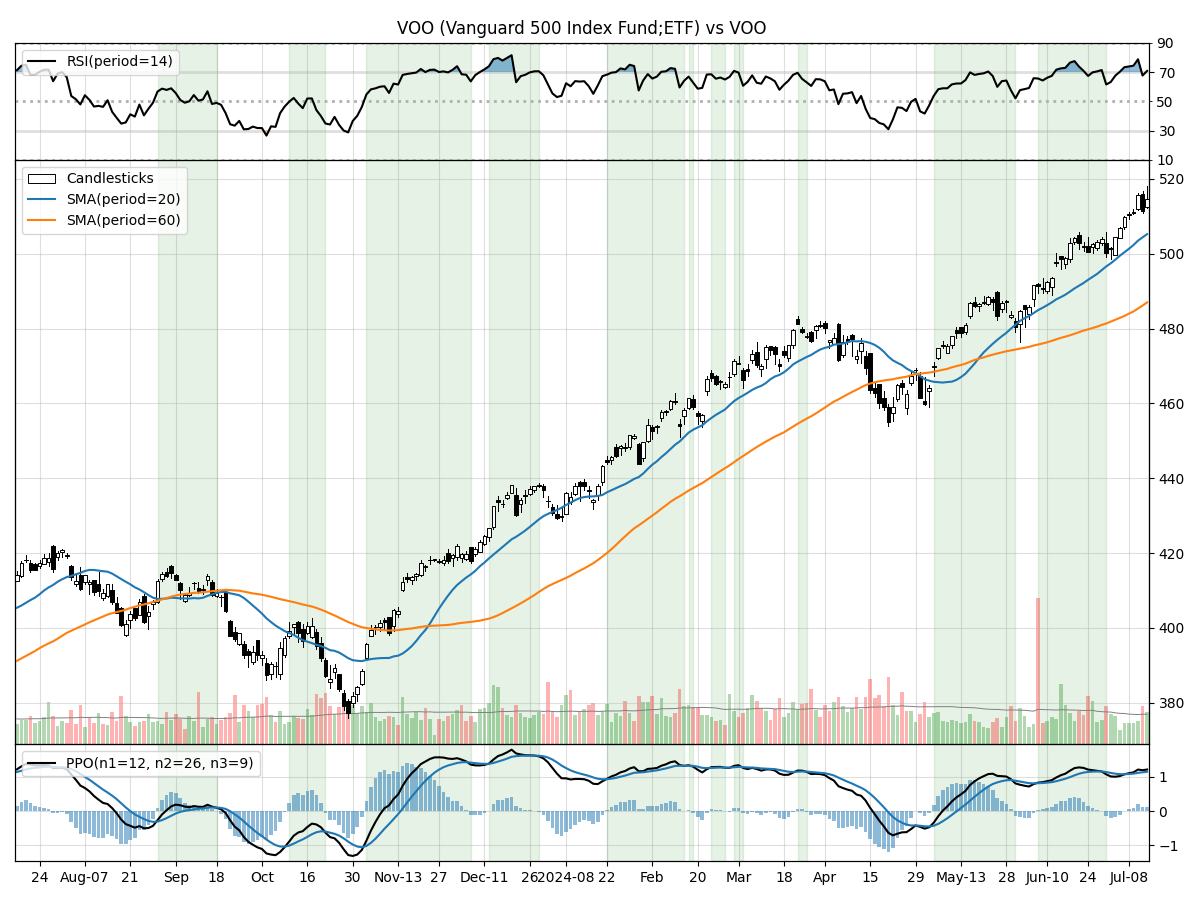 VOO (Vanguard 500 Index Fund;ETF) vs VOO
RSI(period=14)
90
70
50
30
10
Candlesticks
SMA(period=20)
SMA(period=60)
520
500
480
460
440
420
400
380
PPO(n1=12, n2=26, n3=9)
1
0
−1
24 Aug-07 21 Sep 18 Oct 16 30 Nov-13 27 Dec-11 26 2024-08 22 Feb 20 Mar 18 Apr 15 29 May-13 28 Jun-10 24 Jul-08